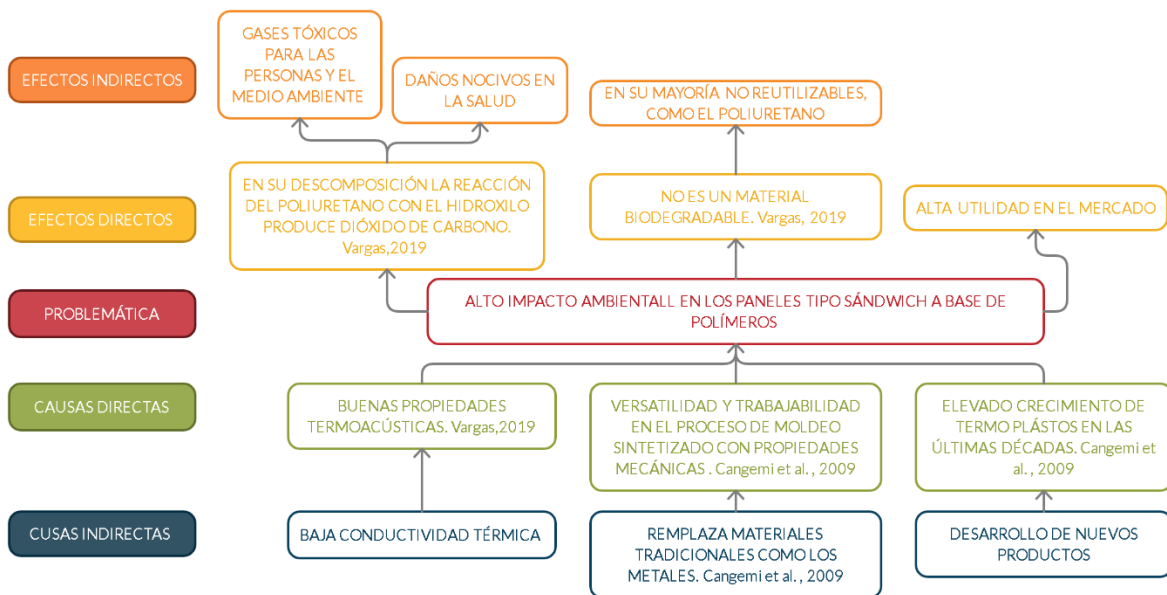 EFECTOS INDIRECTOS
GASES TÓXICOS
PARA LAS
PERSONAS Y EL
MEDIO AMBIENTE
DAÑOS NOCIVOS EN
LA SALUD
EN SU MAYORÍA NO REUTILIZABLES,
COMO EL POLIURETANO
EFECTOS DIRECTOS
EN SU DESCOMPOSICIÓN LA REACCIÓN
DEL POLIURETANO CON EL HIDROXILO
PRODUCE DIÓXIDO DE CARBONO.
Vargas,2019
NO ES UN MATERIAL
BIODEGRADABLE. Vargas, 2019
ALTA UTILIDAD EN EL MERCADO
PROBLEMÁTICA
ALTO IMPACTO AMBIENTALL EN LOS PANELES TIPO SÁNDWICH A BASE DE
POLÍMEROS
CAUSAS DIRECTAS
BUENAS PROPIEDADES
TERMOACÚSTICAS. Vargas,2019
VERSATILIDAD Y TRABAJABILIDAD
EN EL PROCESO DE MOLDEO
SINTETIZADO CON PROPIEDADES
MECÁNICAS . Cangemi et al. , 2009
ELEVADO CRECIMIENTO DE
TERMO PLÁSTOS EN LAS
ÚLTIMAS DÉCADAS. Cangemi et
al. , 2009
CUSAS INDIRECTAS
BAJA CONDUCTIVIDAD TÉRMICA
REMPLAZA MATERIALES
TRADICIONALES COMO LOS
METALES. Cangemi et al. , 2009
DESARROLLO DE NUEVOS
PRODUCTOS